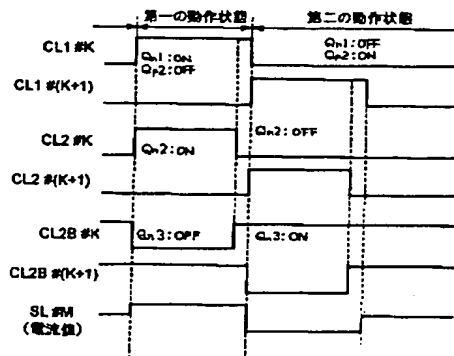 第一の動作状態
第二の動作状態
CL1 #K
Qn1:ON
Qp2:OFF
Qn1:OFF
Qp2:ON
CL1 #(K+1)
CL2 #K
Qn2:ON
Qn2:OFF
CL2 #(K+1)
CL2B #K
Qn3:OFF
Qn3:ON
CL2B #(K+1)
SL #M
(電流値)